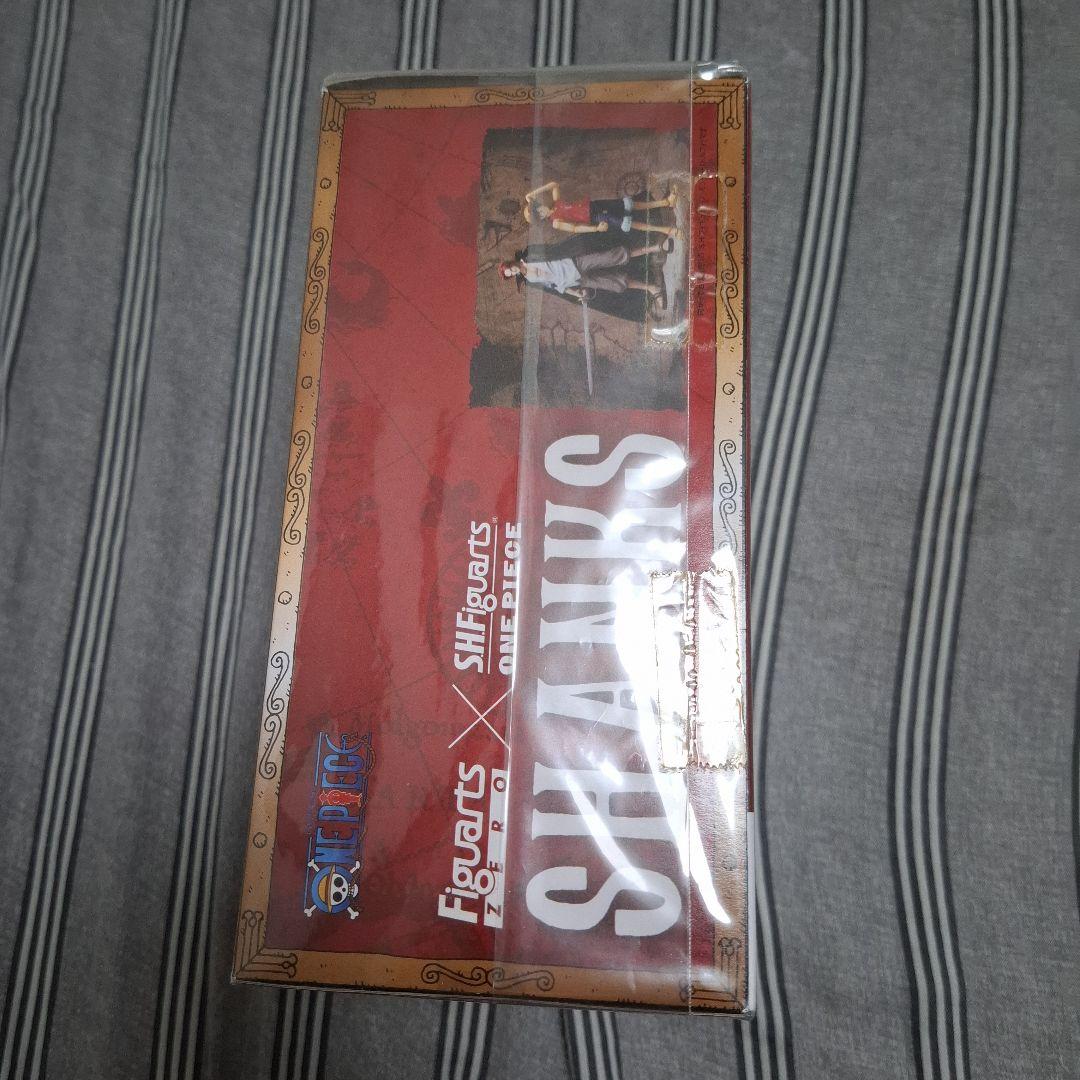 ONE PIECE
Figuarts
ZERO
×
S.H.Figuarts
ONE PIECE
SHANKS